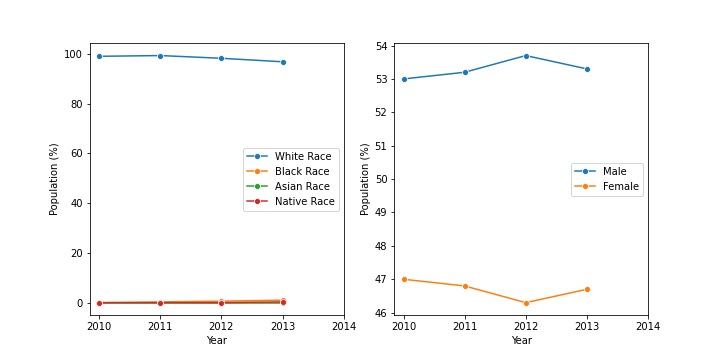 100
80
60
40
20
0
Population (%)
2010 2011 2012 2013 2014
Year
White Race
Black Race
Asian Race
Native Race
54
53
52
51
50
49
48
47
46
Population (%)
2010 2011 2012 2013 2014
Year
Male
Female